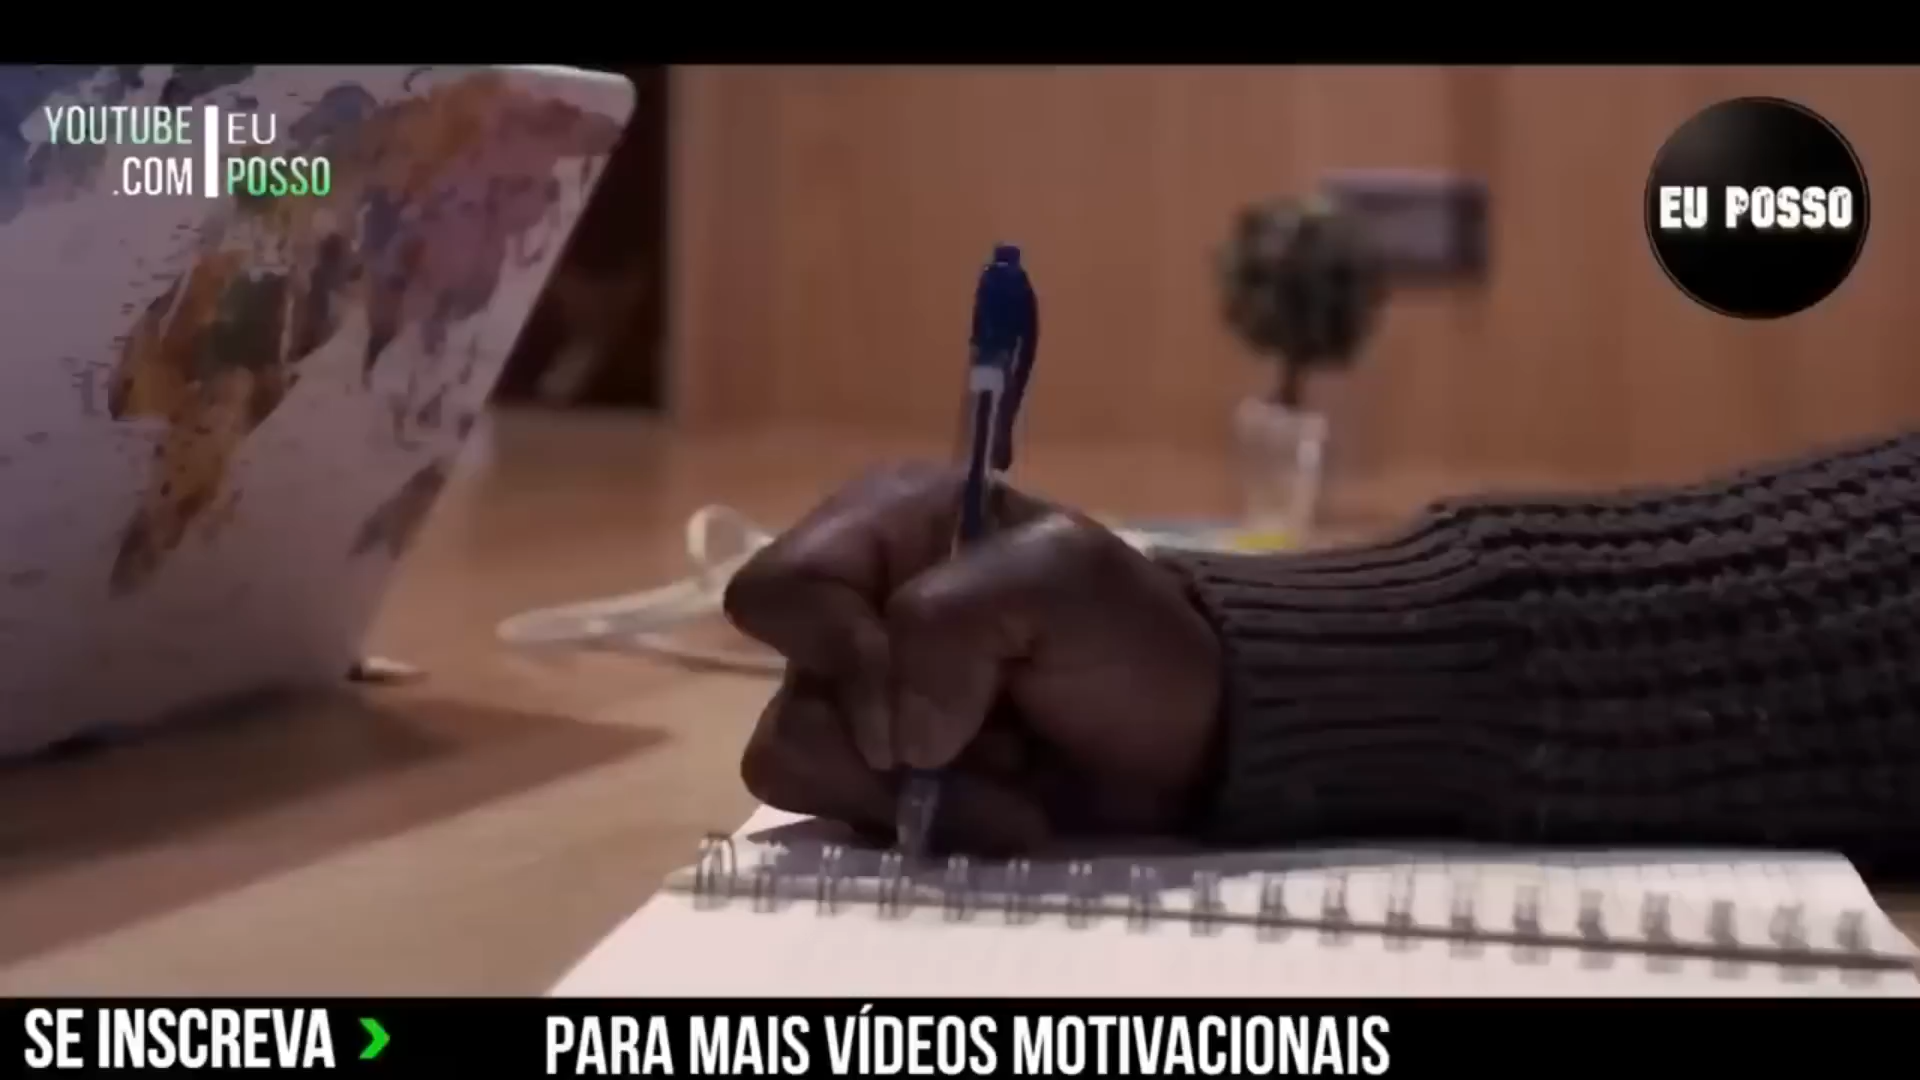 YOUTUBE
.COM
EU
POSSO
EU POSSO
SE INSCREVA
PARA MAIS VÍDEOS MOTIVACIONAIS